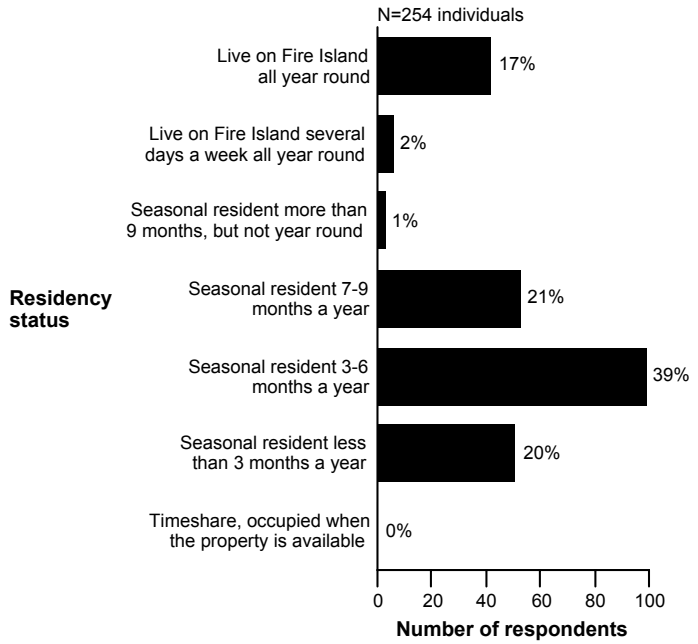 N=254 individuals
Live on Fire Island
all year round
17%
Live on Fire Island several
days a week all year round
2%
Seasonal resident more than
9 months, but not year round
1%
Residency
status
Seasonal resident 7-9
months a year
21%
Seasonal resident 3-6
months a year
39%
Seasonal resident less
than 3 months a year
20%
Timeshare, occupied when
the property is available
0%
0 20 40 60 80 100
Number of respondents